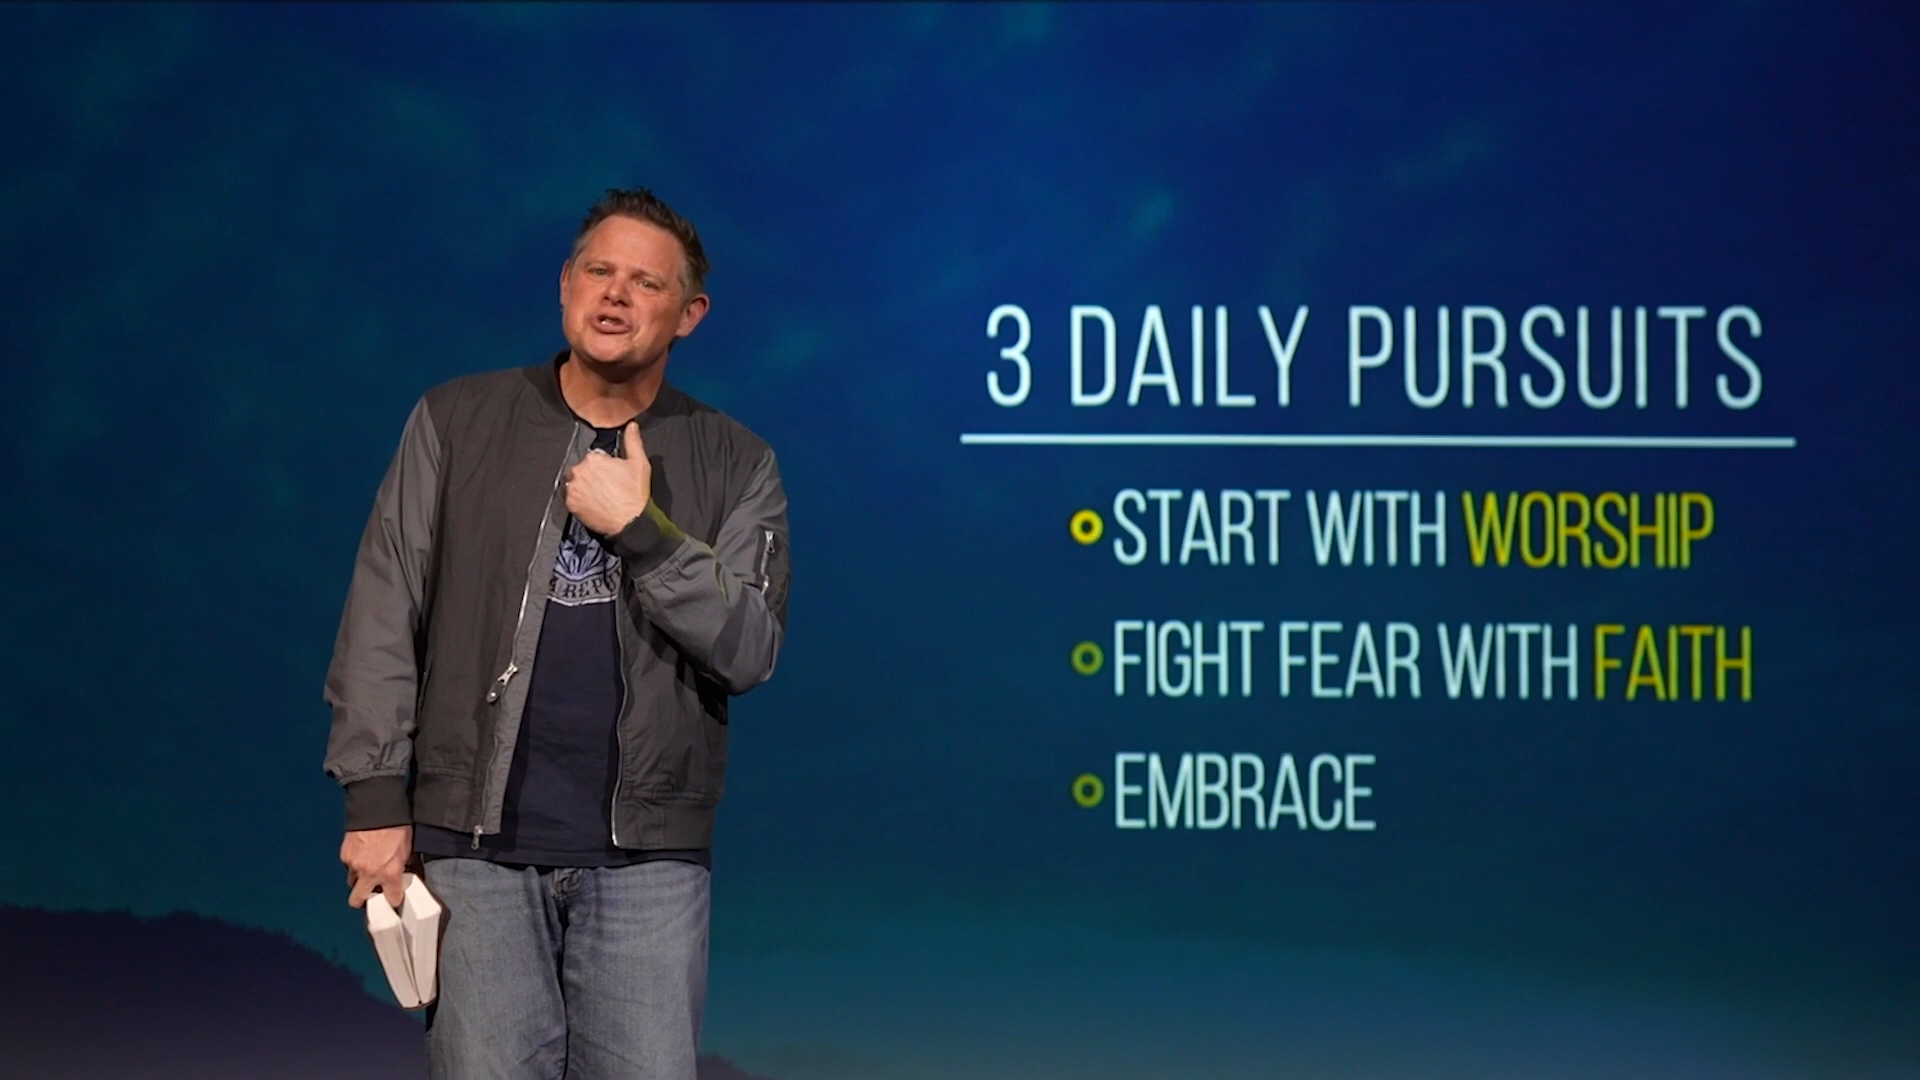 3 DAILY PURSUITS
START WITH WORSHIP
FIGHT FEAR WITH FAITH
EMBRACE